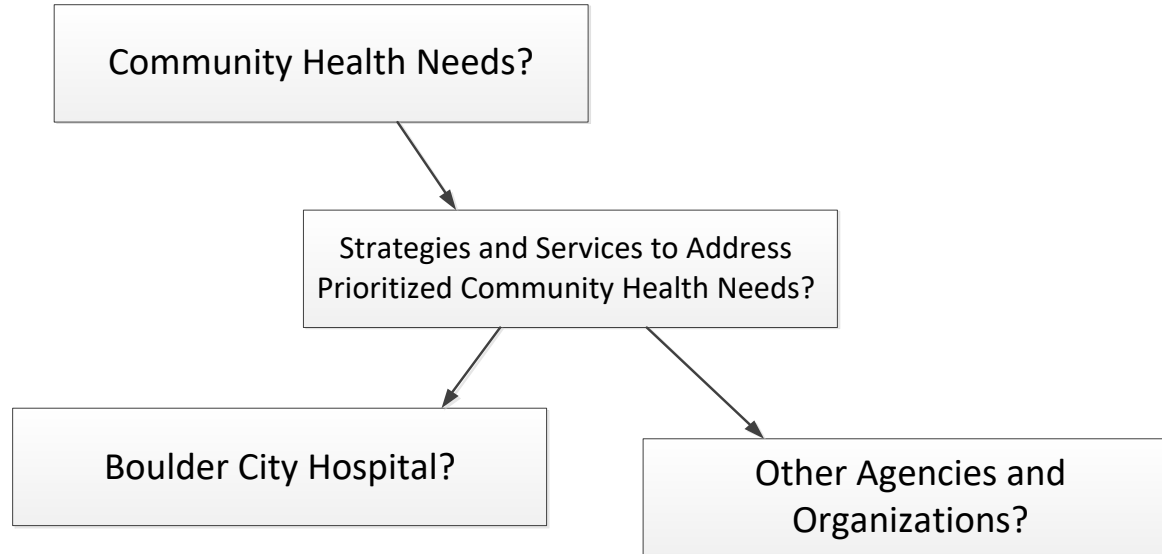 Community Health Needs?
Strategies and Services to Address
Prioritized Community Health Needs?
Boulder City Hospital?
Other Agencies and
Organizations?